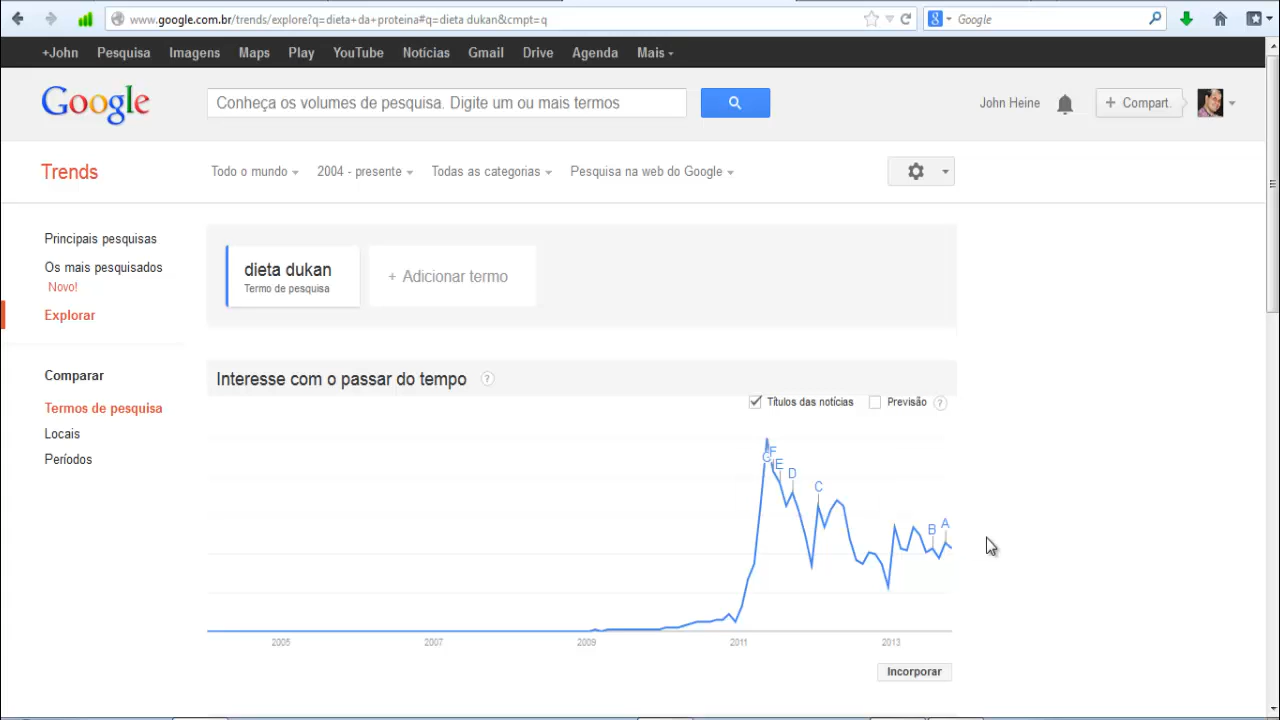 www.google.com.br/trends/explore?q=dieta+da+proteina#q=dieta dukan&cmpt=q
Google
+John Pesquisa Imagens Maps Play YouTube Notícias Gmail Drive Agenda Mais
Google
Conheça os volumes de pesquisa. Digite um ou mais termos
John Heine
+ Compart.
Trends
Todo o mundo 2004 - presente Todas as categorias Pesquisa na web do Google
Principais pesquisas
Os mais pesquisados
Novo!
Explorar
Comparar
Termos de pesquisa
Locais
Períodos
dieta dukan
Termo de pesquisa
+ Adicionar termo
Interesse com o passar do tempo ?
Títulos das notícias Previsão ?
G F E D C B A
2005 2007 2009 2011 2013
Incorporar